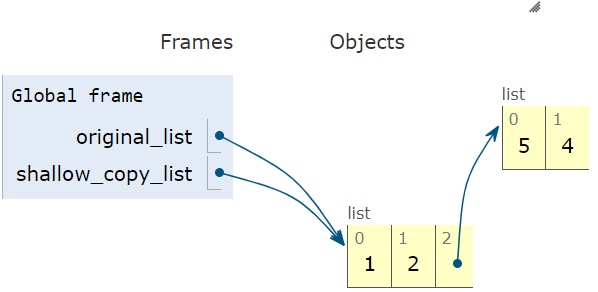 Frames Objects
Global frame
original_list
shallow_copy_list
list
0 1
5 4
list
0 1 2
1 2